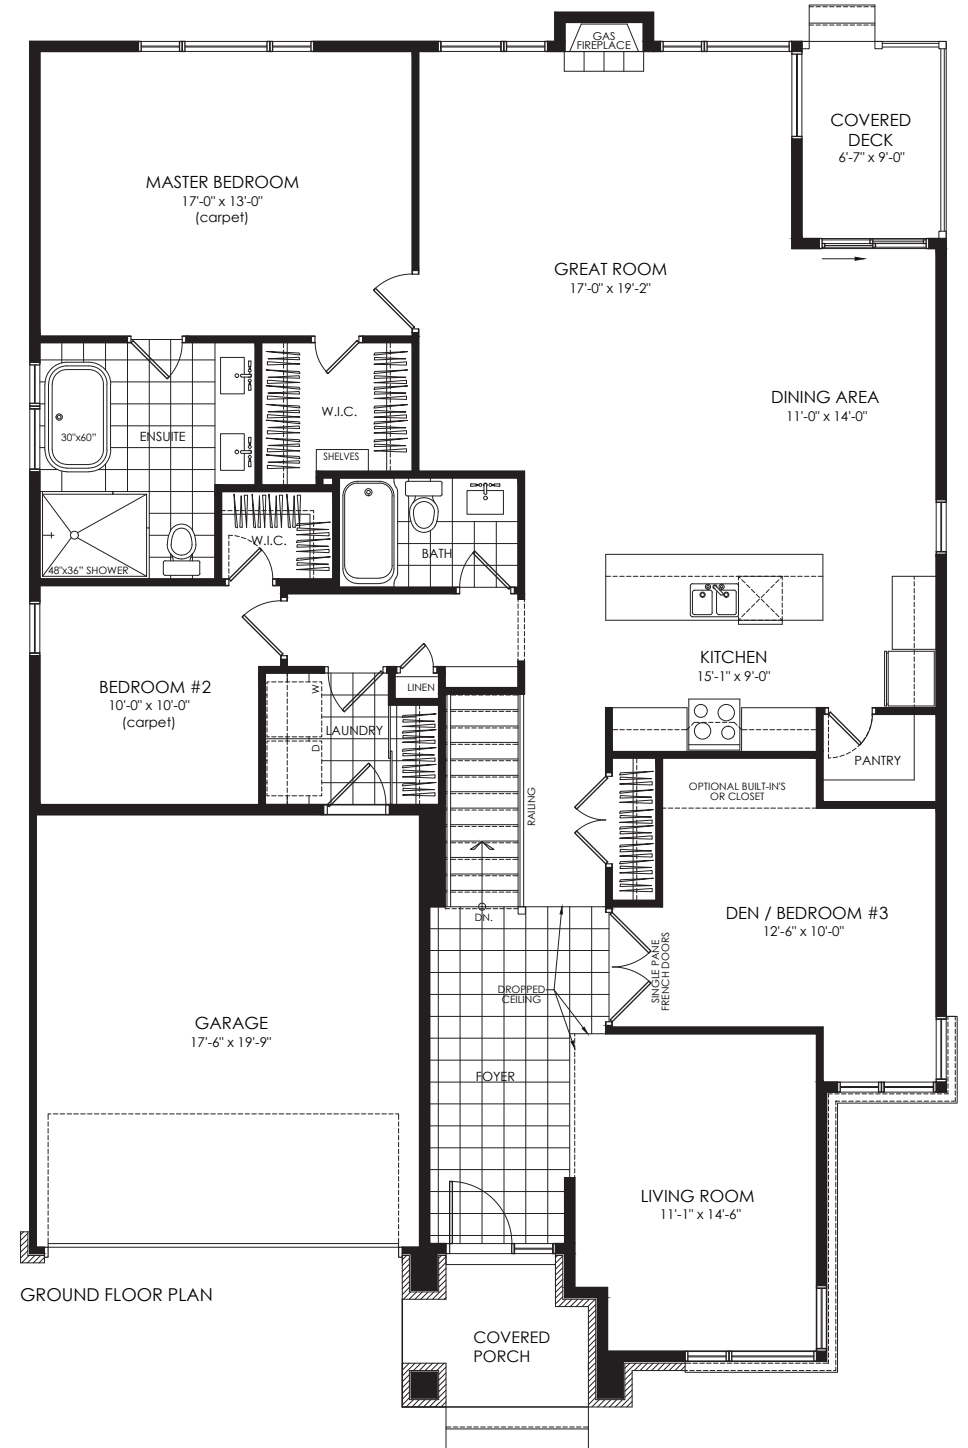 GAS
FIREPLACE
COVERED
DECK
6'-7" x 9'-0"
MASTER BEDROOM
17'-0" x 13'-0"
(carpet)
GREAT ROOM
17'-0" x 19'-2"
DINING AREA
11'-0" x 14'-0"
W.I.C.
SHELVES
30"x60"
ENSUITE
48"x36" SHOWER
W.I.C.
BATH
KITCHEN
15'-1" x 9'-0"
BEDROOM #2
10'-0" x 10'-0"
(carpet)
W
D
LAUNDRY
LINEN
PANTRY
OPTIONAL BUILT-IN'S
OR CLOSET
RAILING
DN.
DEN / BEDROOM #3
12'-6" x 10'-0"
SINGLE PANE
FRENCH DOORS
DROPPED
CEILING
GARAGE
17'-6" x 19'-9"
FOYER
LIVING ROOM
11'-1" x 14'-6"
GROUND FLOOR PLAN
COVERED
PORCH